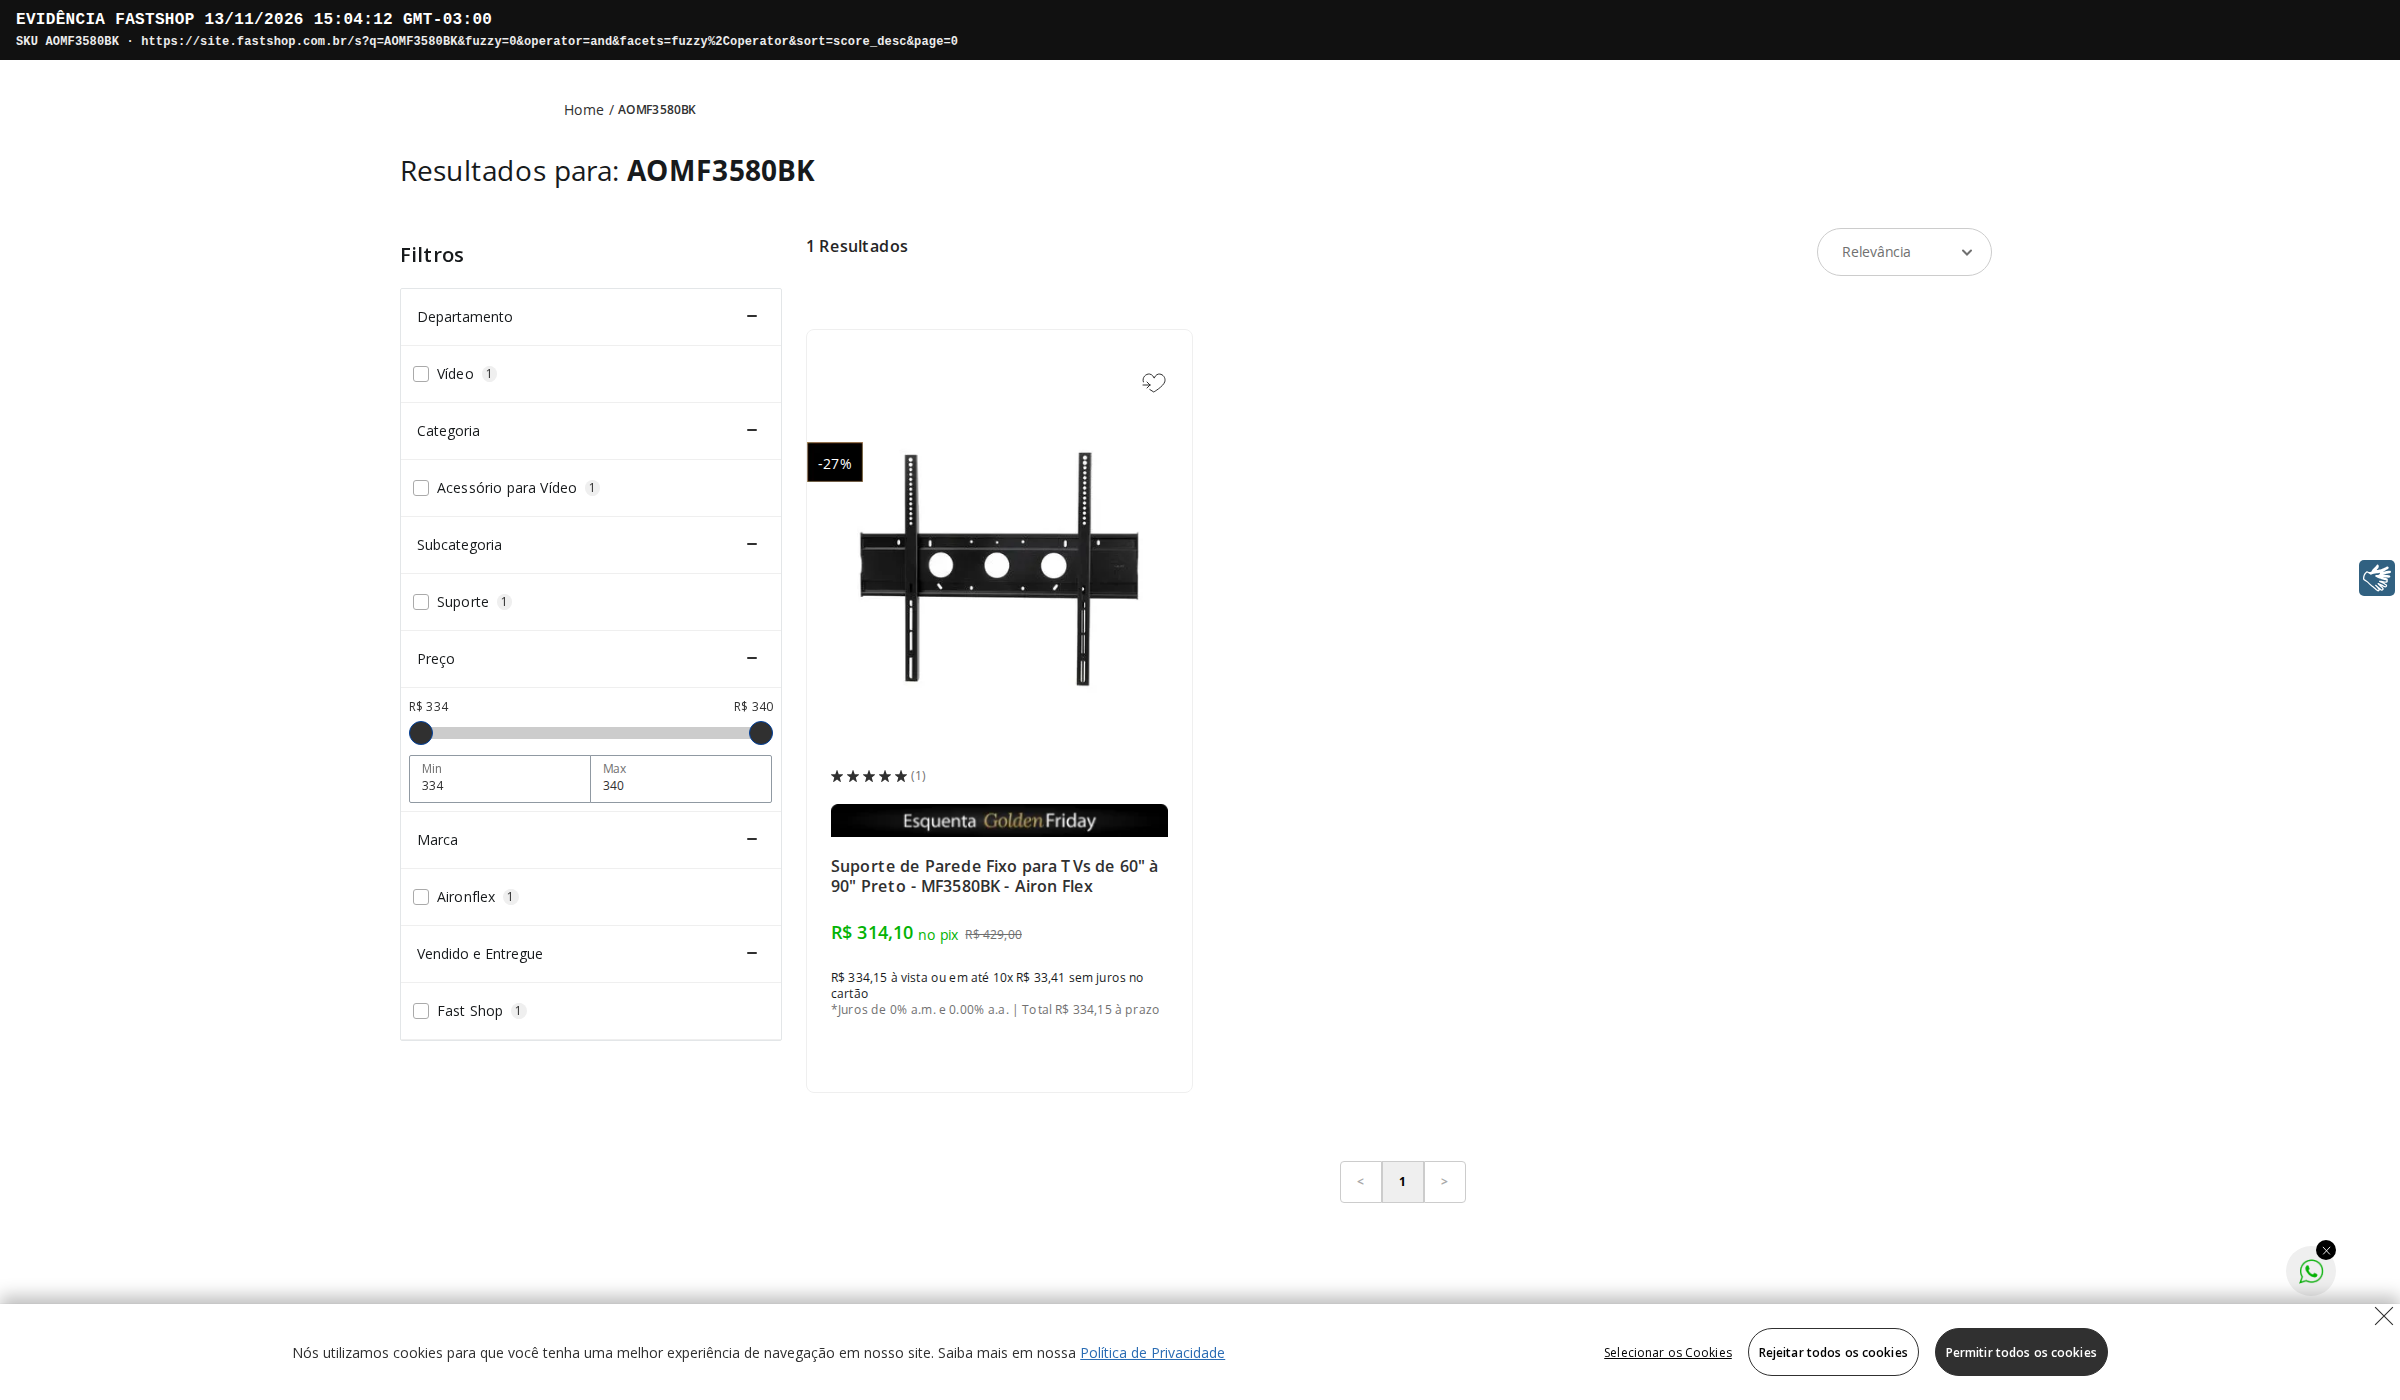 EVIDÊNCIA FASTSHOP 13/11/2026 15:04:12 GMT-03:00
SKU AOMF3580BK · https://site.fastshop.com.br/s?q=AOMF3580BK&fuzzy=0&operator=and&facets=fuzzy%2Coperator&sort=score_desc&page=0
Home / AOMF3580BK
Resultados para: AOMF3580BK
Filtros
1 Resultados
Relevância
Departamento
Vídeo 1
Categoria
Acessório para Vídeo 1
Subcategoria
Suporte 1
Preço
R$ 334
R$ 340
Min
334
Max
340
Marca
Aironflex 1
Vendido e Entregue
Fast Shop 1
-27%
(1)
Esquenta Golden Friday
Suporte de Parede Fixo para TVs de 60" à
90" Preto - MF3580BK - Airon Flex
R$ 314,10 no pix R$ 429,00
R$ 334,15 à vista ou em até 10x R$ 33,41 sem juros no
cartão
*Juros de 0% a.m. e 0.00% a.a. | Total R$ 334,15 à prazo
< 1 >
Nós utilizamos cookies para que você tenha uma melhor experiência de navegação em nosso site. Saiba mais em nossa Política de Privacidade
Selecionar os Cookies
Rejeitar todos os cookies
Permitir todos os cookies